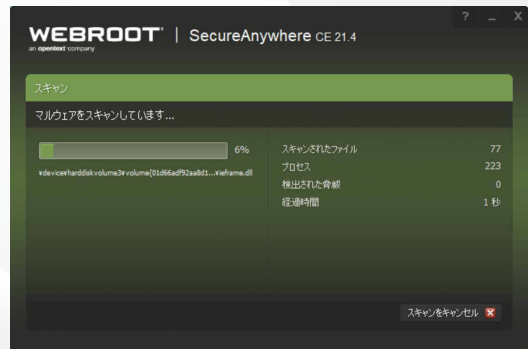 WEBROOT® | SecureAnywhere CE 21.4
an opentext company
スキャン
マルウェアをスキャンしています...
6%
¥device¥harddiskvolume3¥volume{01d66adf92aa8d1...¥ieframe.dll
スキャンされたファイル 77
プロセス 223
検出された脅威 0
経過時間 1 秒
スキャンをキャンセル